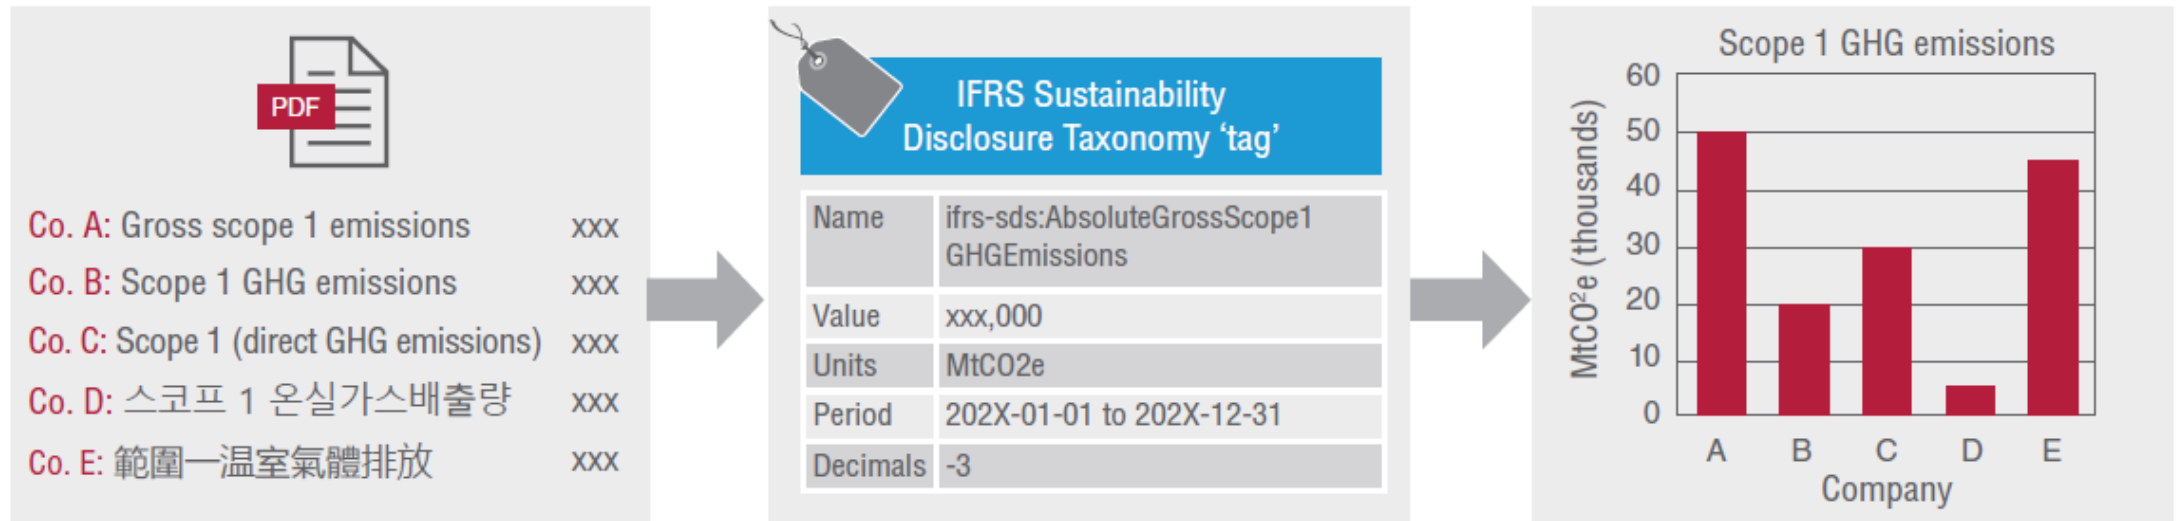 PDF
Co. A: Gross scope 1 emissions xxx
Co. B: Scope 1 GHG emissions xxx
Co. C: Scope 1 (direct GHG emissions) xxx
Co. D: 스코프 1 온실가스배출량 xxx
Co. E: 範圍一温室氣體排放 xxx
IFRS Sustainability
Disclosure Taxonomy ‘tag’
Name ifrs-sds:AbsoluteGrossScope1
GHGEmissions
Value xxx,000
Units MtCO2e
Period 202X-01-01 to 202X-12-31
Decimals -3
Scope 1 GHG emissions
MtCO²e (thousands)
60
50
40
30
20
10
0
A B C D E
Company